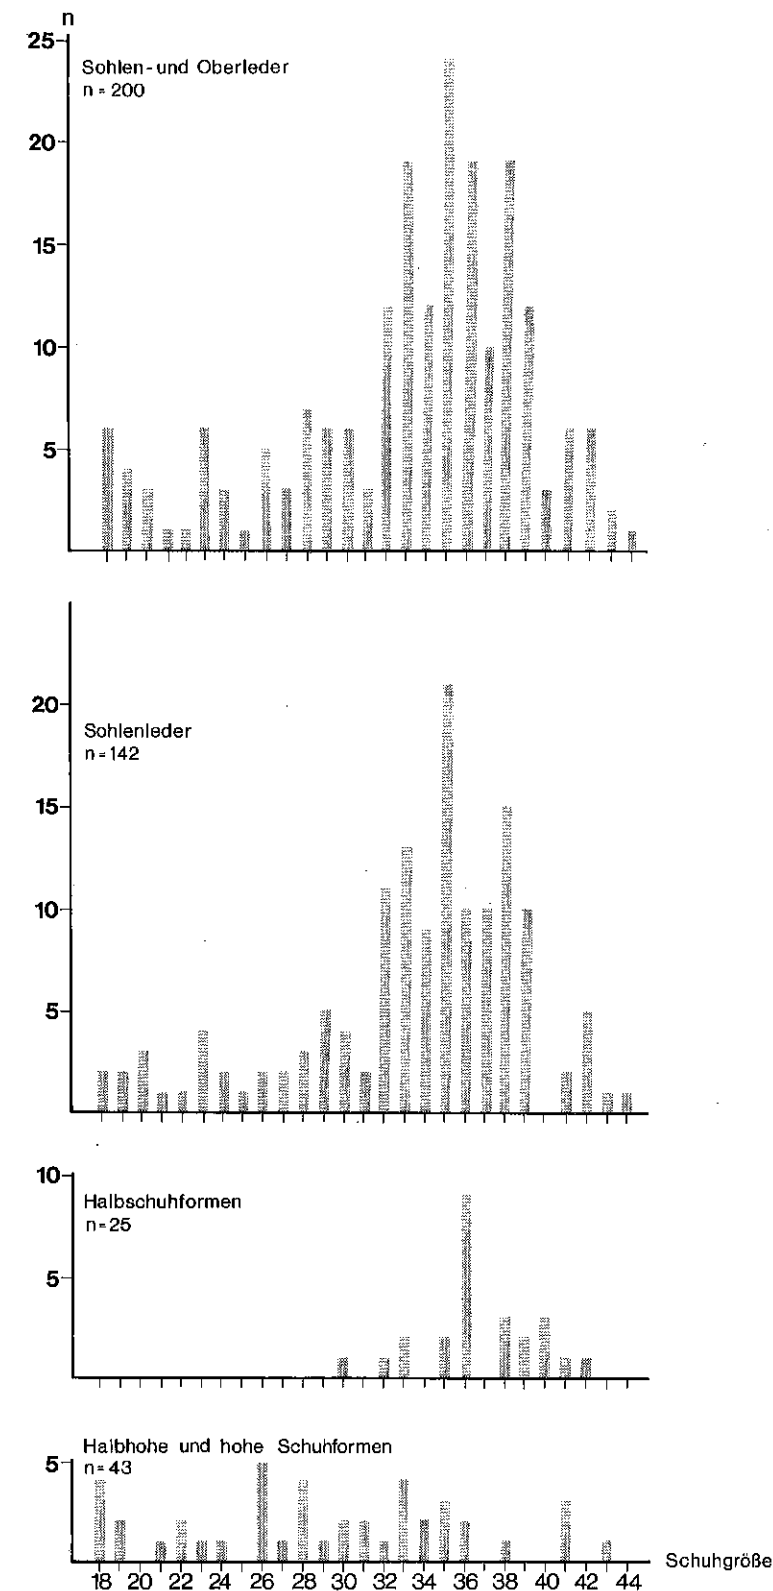 n
25
Sohlen- und Oberleder
n = 200
20
15
10
5
20
Sohlenleder
n = 142
15
10
5
10
Halbschuhformen
n = 25
5
Halbhohe und hohe Schuhformen
5
n = 43
Schuhgröße
18 20 22 24 26 28 30 32 34 36 38 40 42 44